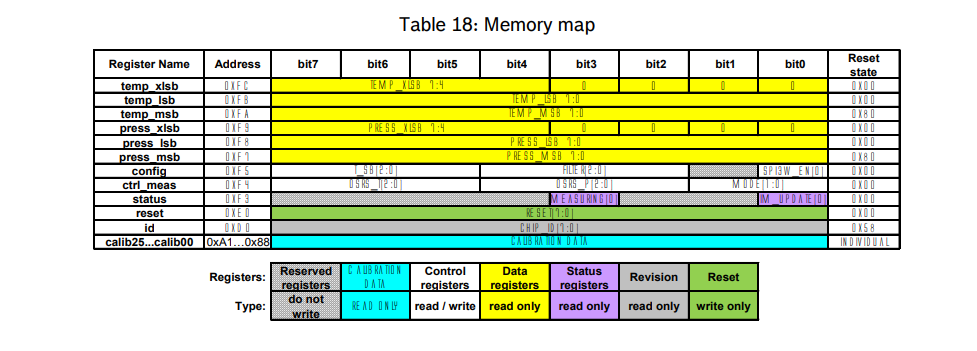 Table 18: Memory map
Register Name Address bit7 bit6 bit5 bit4 bit3 bit2 bit1 bit0 Reset state
temp_xlsb 0xFC temp_xlsb<7:4> 0 0 0 0 0x00
temp_lsb 0xFB temp_lsb<7:0> 0x00
temp_msb 0xFA temp_msb<7:0> 0x80
press_xlsb 0xF9 press_xlsb<7:4> 0 0 0 0 0x00
press_lsb 0xF8 press_lsb<7:0> 0x00
press_msb 0xF7 press_msb<7:0> 0x80
config 0xF5 t_sb[2:0] filter[2:0] spi3w_en[0] 0x00
ctrl_meas 0xF4 osrs_t[2:0] osrs_p[2:0] mode[1:0] 0x00
status 0xF3 measuring[0] im_update[0] 0x00
reset 0xE0 reset[7:0] 0x00
id 0xD0 chip_id[7:0] 0x58
calib25...calib00 0xA1…0x88 calibration data individual
Registers: Reserved registers Calibration data Control registers Data registers Status registers Revision Reset
Type: do not write read only read / write read only read only read only write only